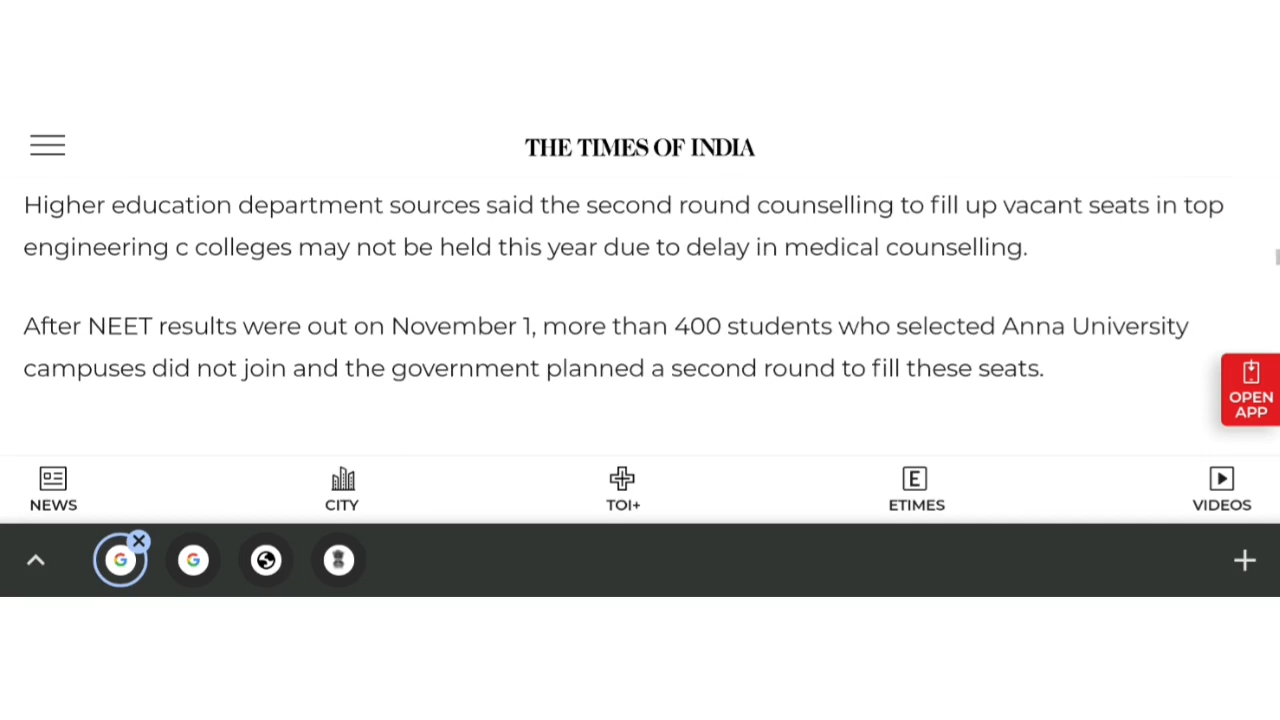 THE TIMES OF INDIA
Higher education department sources said the second round counselling to fill up vacant seats in top
engineering c colleges may not be held this year due to delay in medical counselling.
After NEET results were out on November 1, more than 400 students who selected Anna University
campuses did not join and the government planned a second round to fill these seats.
OPEN
APP
NEWS
CITY
TOI+
E
ETIMES
VIDEOS
G
G